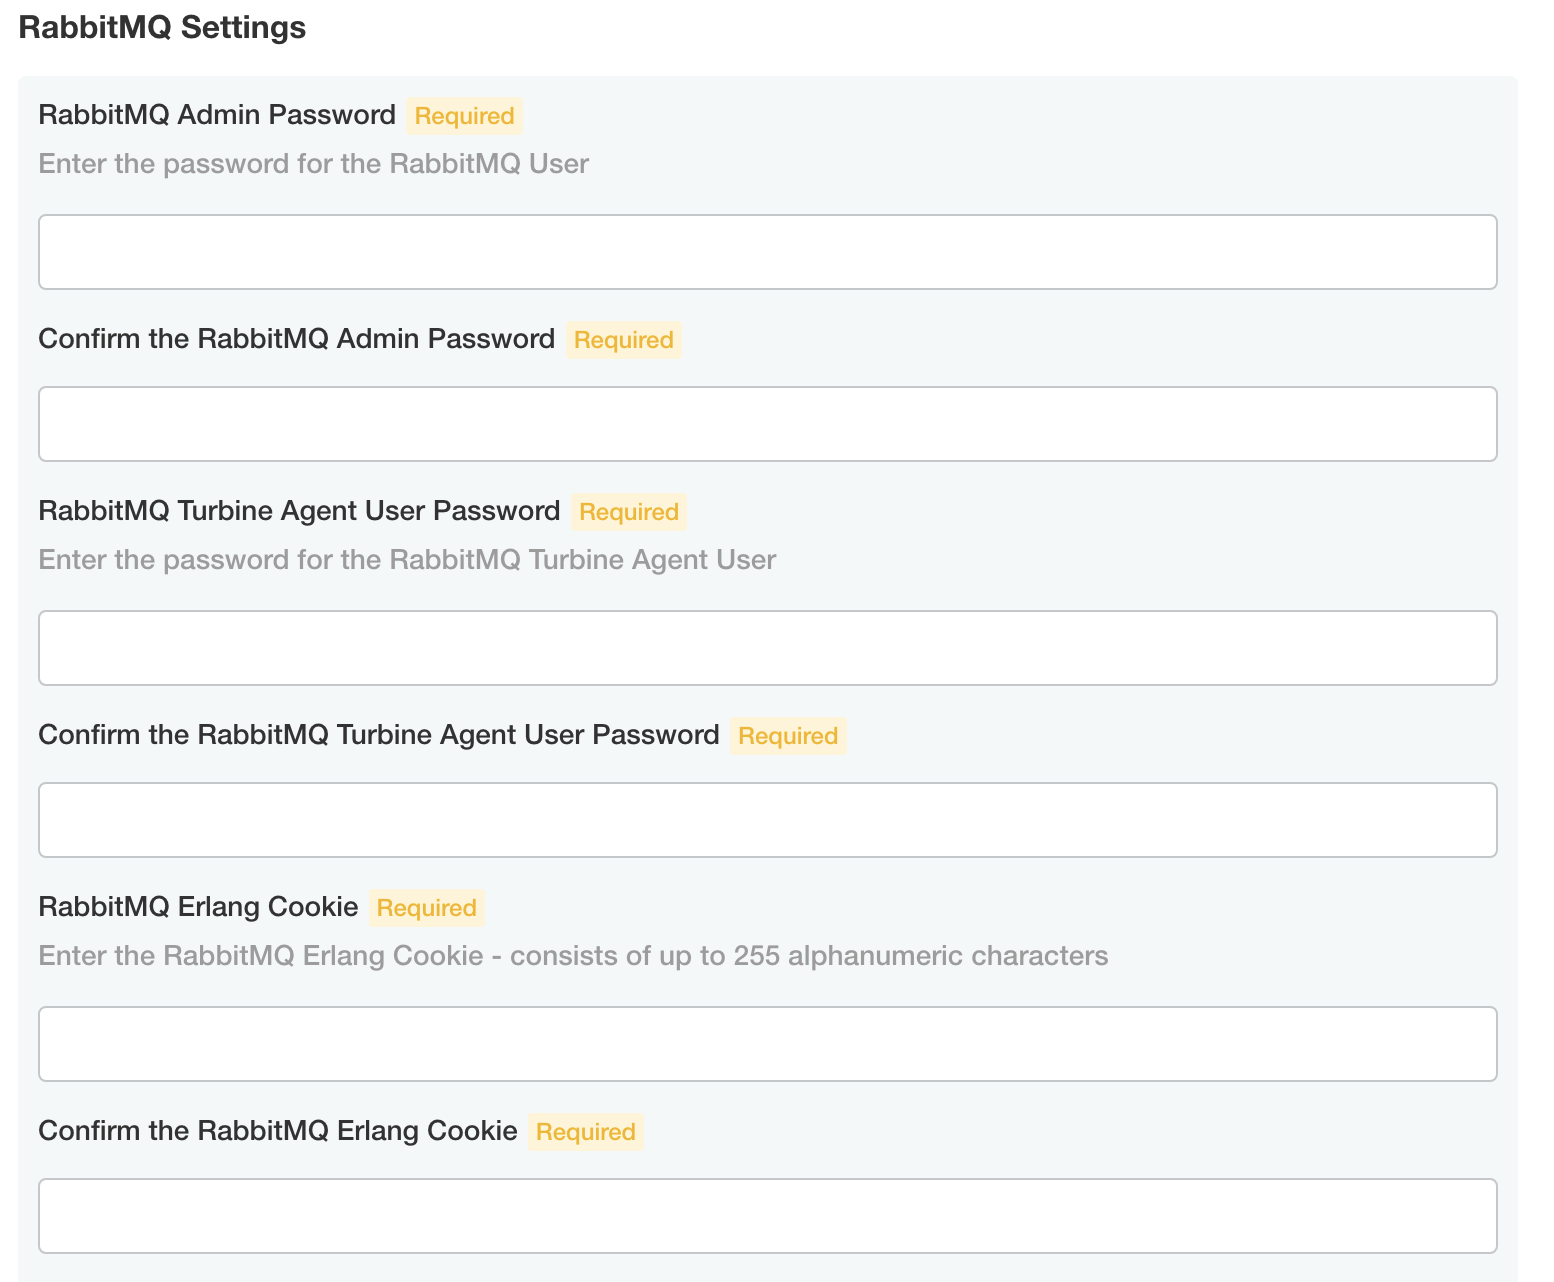 RabbitMQ Settings
RabbitMQ Admin Password Required
Enter the password for the RabbitMQ User
Confirm the RabbitMQ Admin Password Required
RabbitMQ Turbine Agent User Password Required
Enter the password for the RabbitMQ Turbine Agent User
Confirm the RabbitMQ Turbine Agent User Password Required
RabbitMQ Erlang Cookie Required
Enter the RabbitMQ Erlang Cookie - consists of up to 255 alphanumeric characters
Confirm the RabbitMQ Erlang Cookie Required